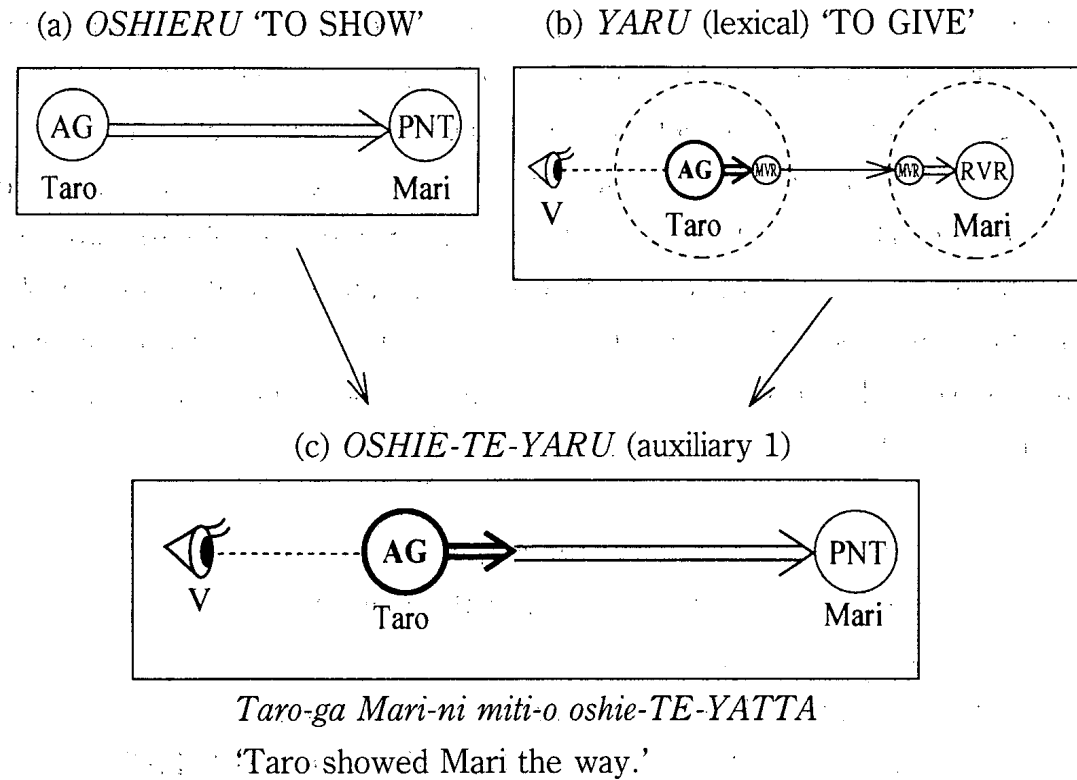 (a) OSHIERU ‘TO SHOW’
(b) YARU (lexical) ‘TO GIVE’
AG
PNT
Taro
Mari
V
AG
MVR
MVR
RVR
Taro
Mari
(c) OSHIE-TE-YARU (auxiliary 1)
V
AG
PNT
Taro
Mari
Taro-ga Mari-ni miti-o oshie-TE-YATTA
‘Taro showed Mari the way.’